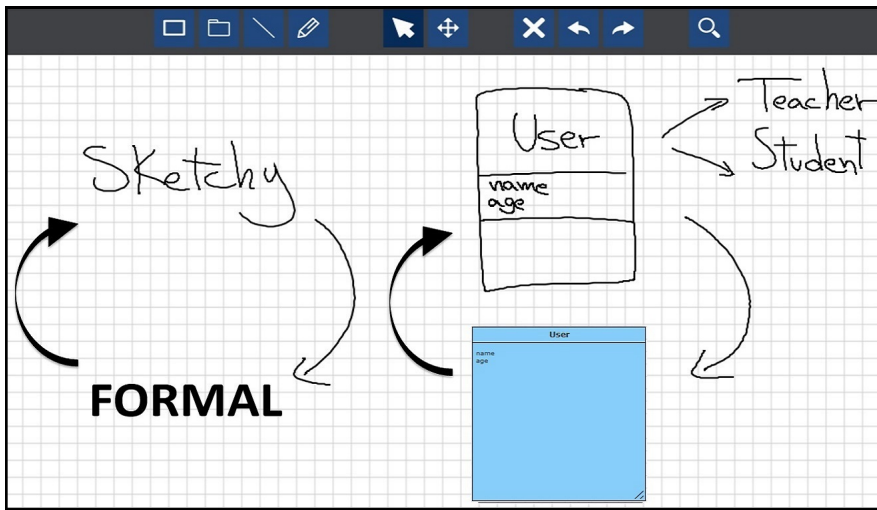 Sketchy
FORMAL
User
name
age
Teacher
Student
User
name
age